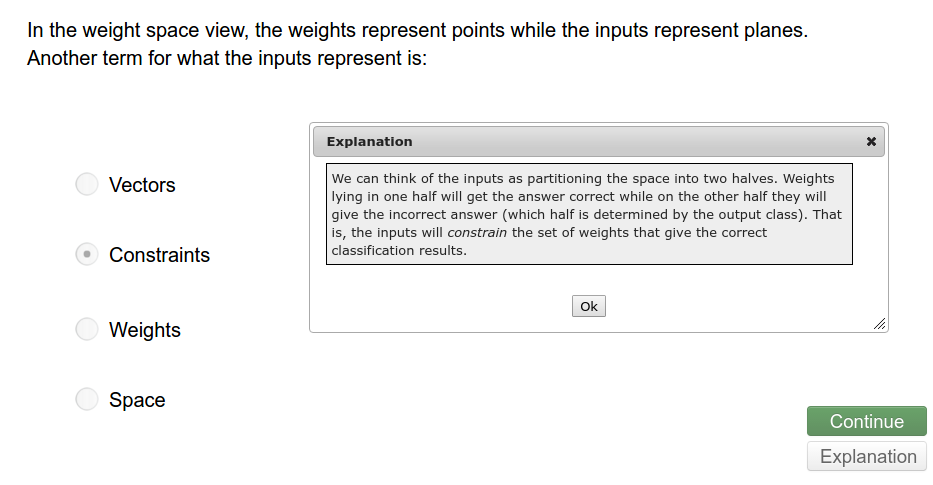 In the weight space view, the weights represent points while the inputs represent planes.
Another term for what the inputs represent is:
Vectors
Constraints
Weights
Space
Explanation
We can think of the inputs as partitioning the space into two halves. Weights
lying in one half will get the answer correct while on the other half they will
give the incorrect answer (which half is determined by the output class). That
is, the inputs will constrain the set of weights that give the correct
classification results.
Ok
Continue
Explanation